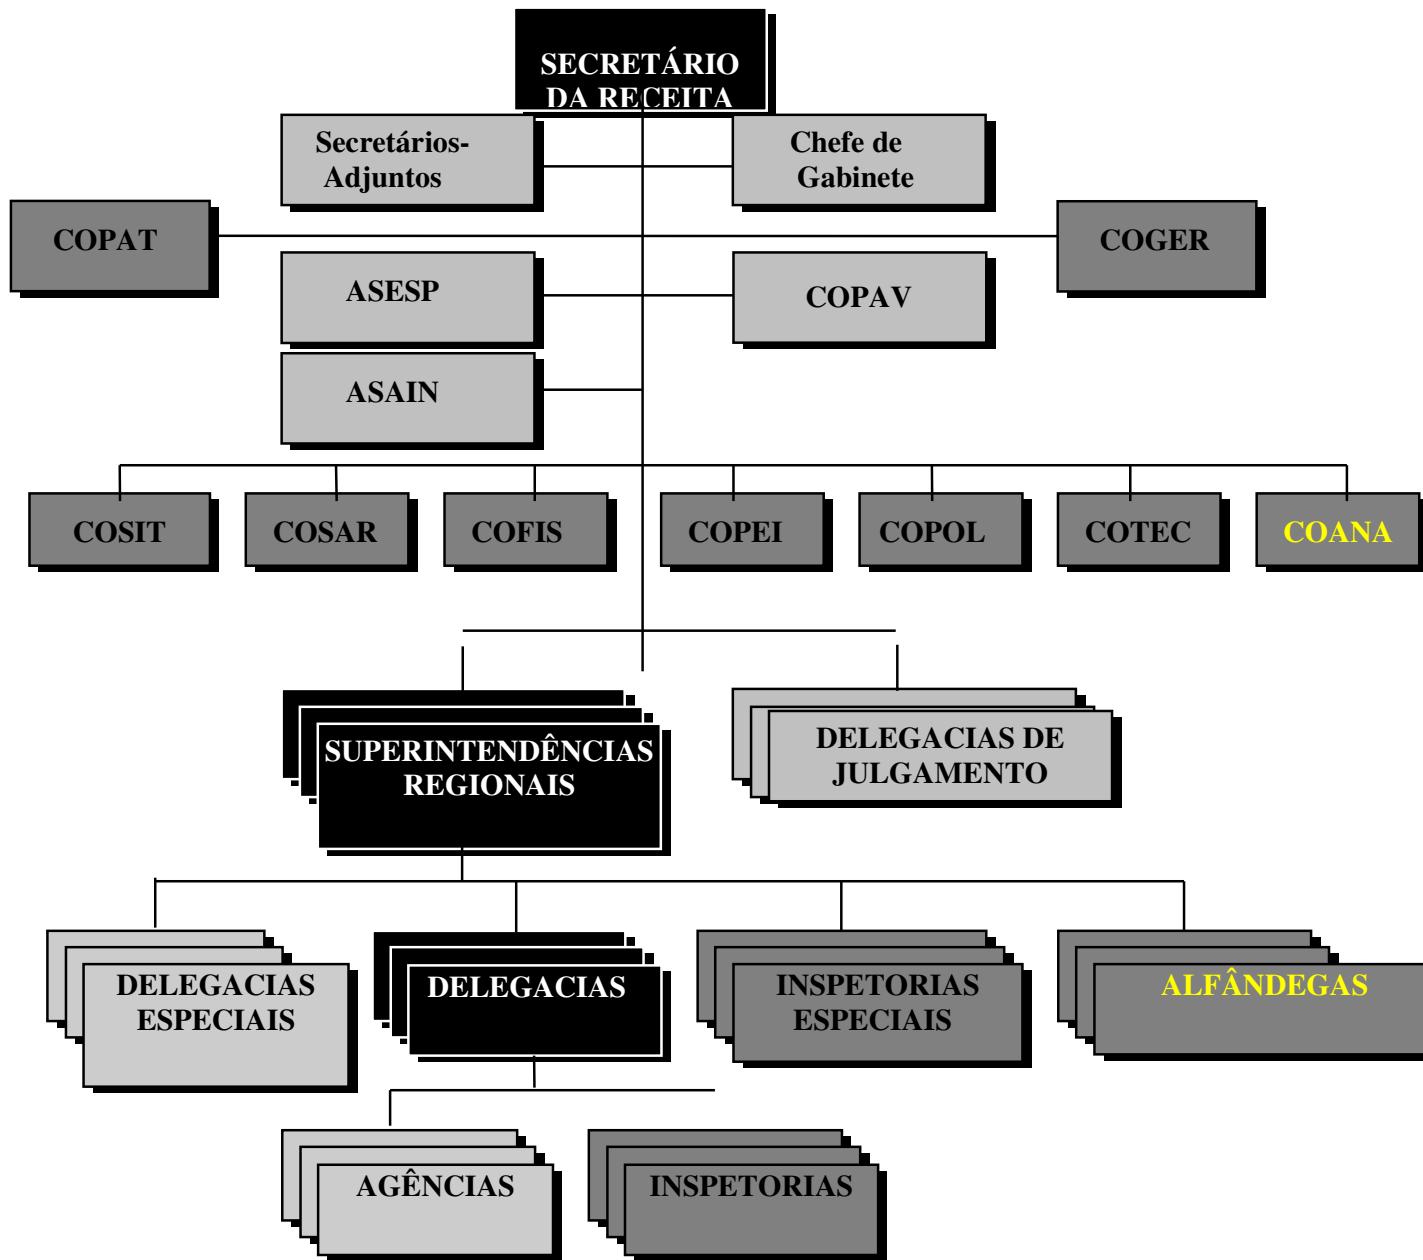 SECRETÁRIO
DA RECEITA
Secretários-
Adjuntos
Chefe de
Gabinete
COPAT
COGER
ASESP
COPAV
ASAIN
COSIT
COSAR
COFIS
COPEI
COPOL
COTEC
COANA
SUPERINTENDÊNCIAS
REGIONAIS
DELEGACIAS DE
JULGAMENTO
DELEGACIAS
ESPECIAIS
DELEGACIAS
INSPETORIAS
ESPECIAIS
ALFÂNDEGAS
AGÊNCIAS
INSPETORIAS